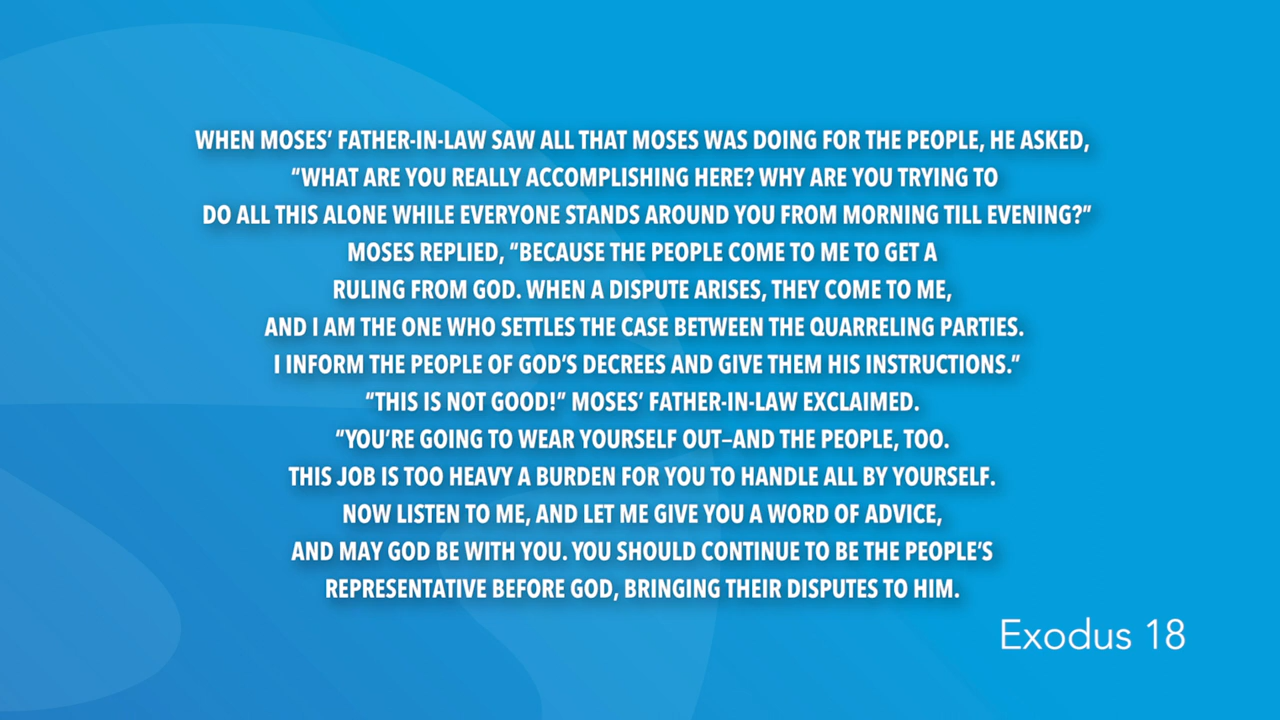 WHEN MOSES’ FATHER-IN-LAW SAW ALL THAT MOSES WAS DOING FOR THE PEOPLE, HE ASKED,
“WHAT ARE YOU REALLY ACCOMPLISHING HERE? WHY ARE YOU TRYING TO
DO ALL THIS ALONE WHILE EVERYONE STANDS AROUND YOU FROM MORNING TILL EVENING?”
MOSES REPLIED, “BECAUSE THE PEOPLE COME TO ME TO GET A
RULING FROM GOD. WHEN A DISPUTE ARISES, THEY COME TO ME,
AND I AM THE ONE WHO SETTLES THE CASE BETWEEN THE QUARRELING PARTIES.
I INFORM THE PEOPLE OF GOD’S DECREES AND GIVE THEM HIS INSTRUCTIONS.”
“THIS IS NOT GOOD!” MOSES’ FATHER-IN-LAW EXCLAIMED.
“YOU’RE GOING TO WEAR YOURSELF OUT–AND THE PEOPLE, TOO.
THIS JOB IS TOO HEAVY A BURDEN FOR YOU TO HANDLE ALL BY YOURSELF.
NOW LISTEN TO ME, AND LET ME GIVE YOU A WORD OF ADVICE,
AND MAY GOD BE WITH YOU. YOU SHOULD CONTINUE TO BE THE PEOPLE’S
REPRESENTATIVE BEFORE GOD, BRINGING THEIR DISPUTES TO HIM.
Exodus 18